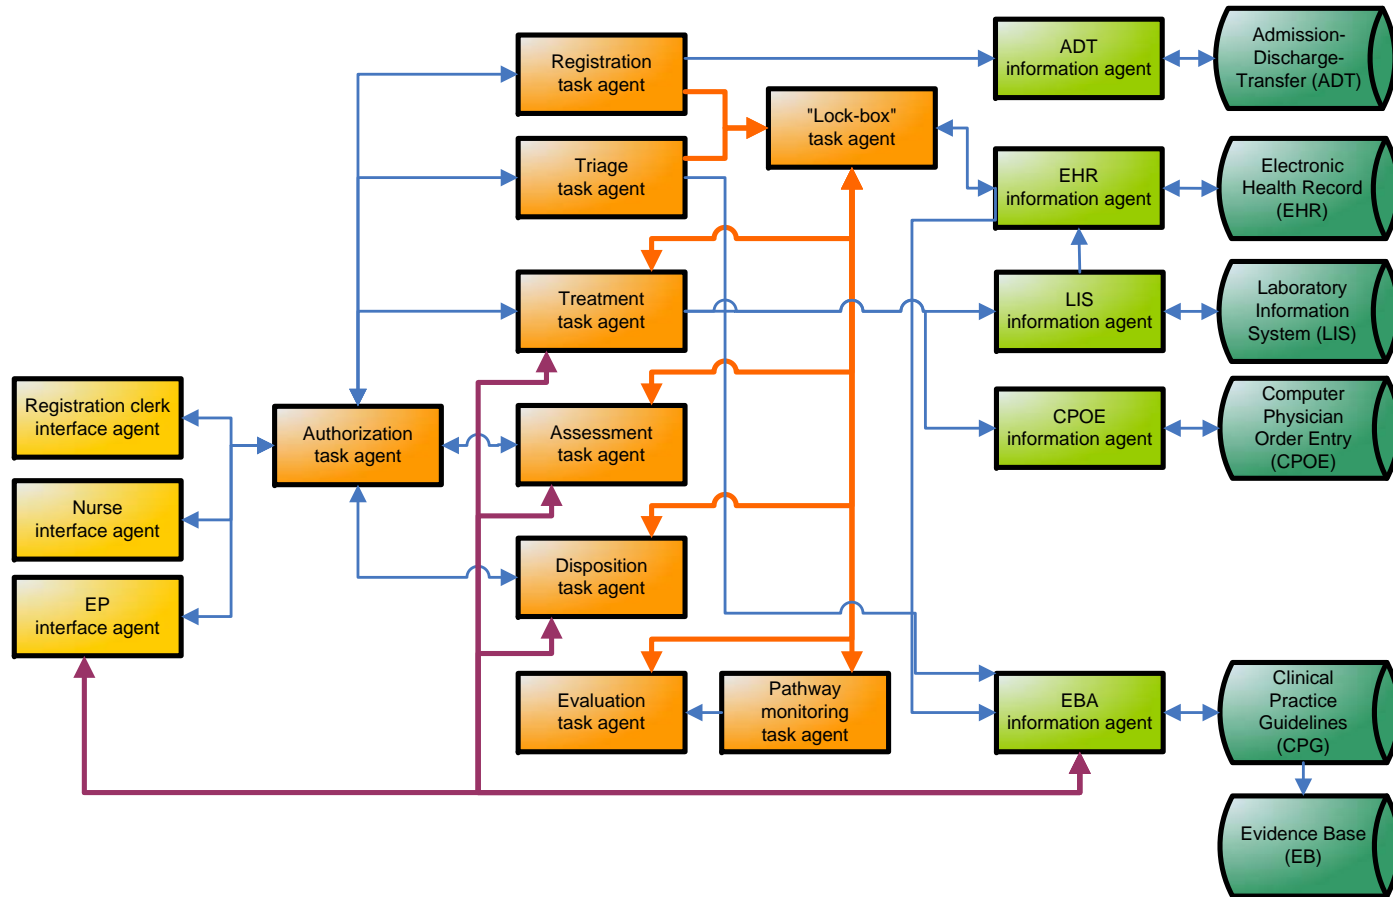 Registration
task agent
ADT
information agent
Admission-
Discharge-
Transfer (ADT)
"Lock-box"
task agent
Triage
task agent
EHR
information agent
Electronic
Health Record
(EHR)
Treatment
task agent
LIS
information agent
Laboratory
Information
System (LIS)
Registration clerk
interface agent
Authorization
task agent
Assessment
task agent
CPOE
information agent
Computer
Physician
Order Entry
(CPOE)
Nurse
interface agent
EP
interface agent
Disposition
task agent
Evaluation
task agent
Pathway
monitoring
task agent
EBA
information agent
Clinical
Practice
Guidelines
(CPG)
Evidence Base
(EB)